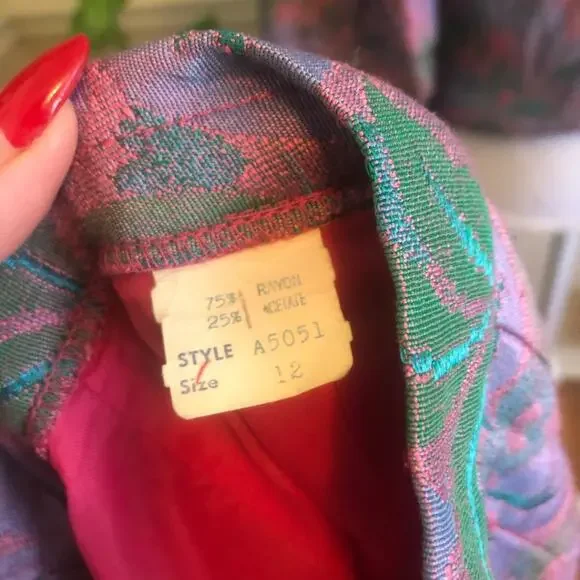 75% RAYON
25% ACETATE
STYLE A5051
Size 12